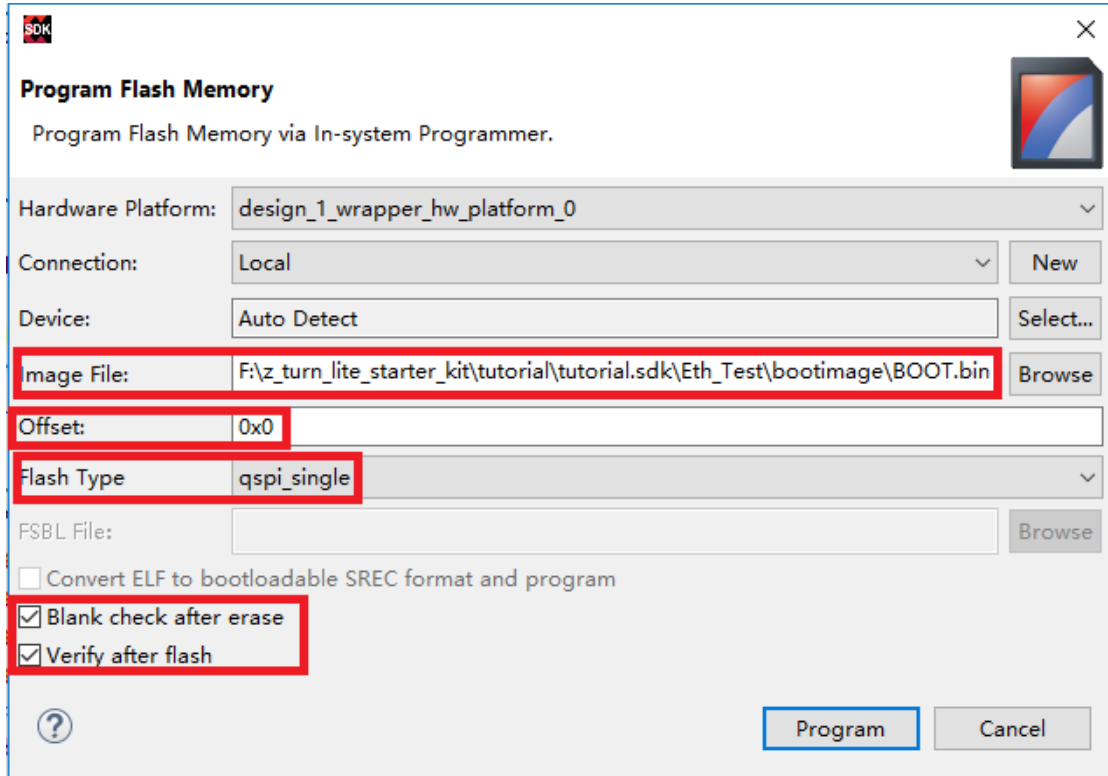 SDK
Program Flash Memory
Program Flash Memory via In-system Programmer.
Hardware Platform: design_1_wrapper_hw_platform_0
Connection: Local New
Device: Auto Detect Select...
Image File: F:\z_turn_lite_starter_kit\tutorial\tutorial.sdk\Eth_Test\bootimage\BOOT.bin Browse
Offset: 0x0
Flash Type qspi_single
FSBL File: Browse
Convert ELF to bootloadable SREC format and program
Blank check after erase
Verify after flash
? Program Cancel